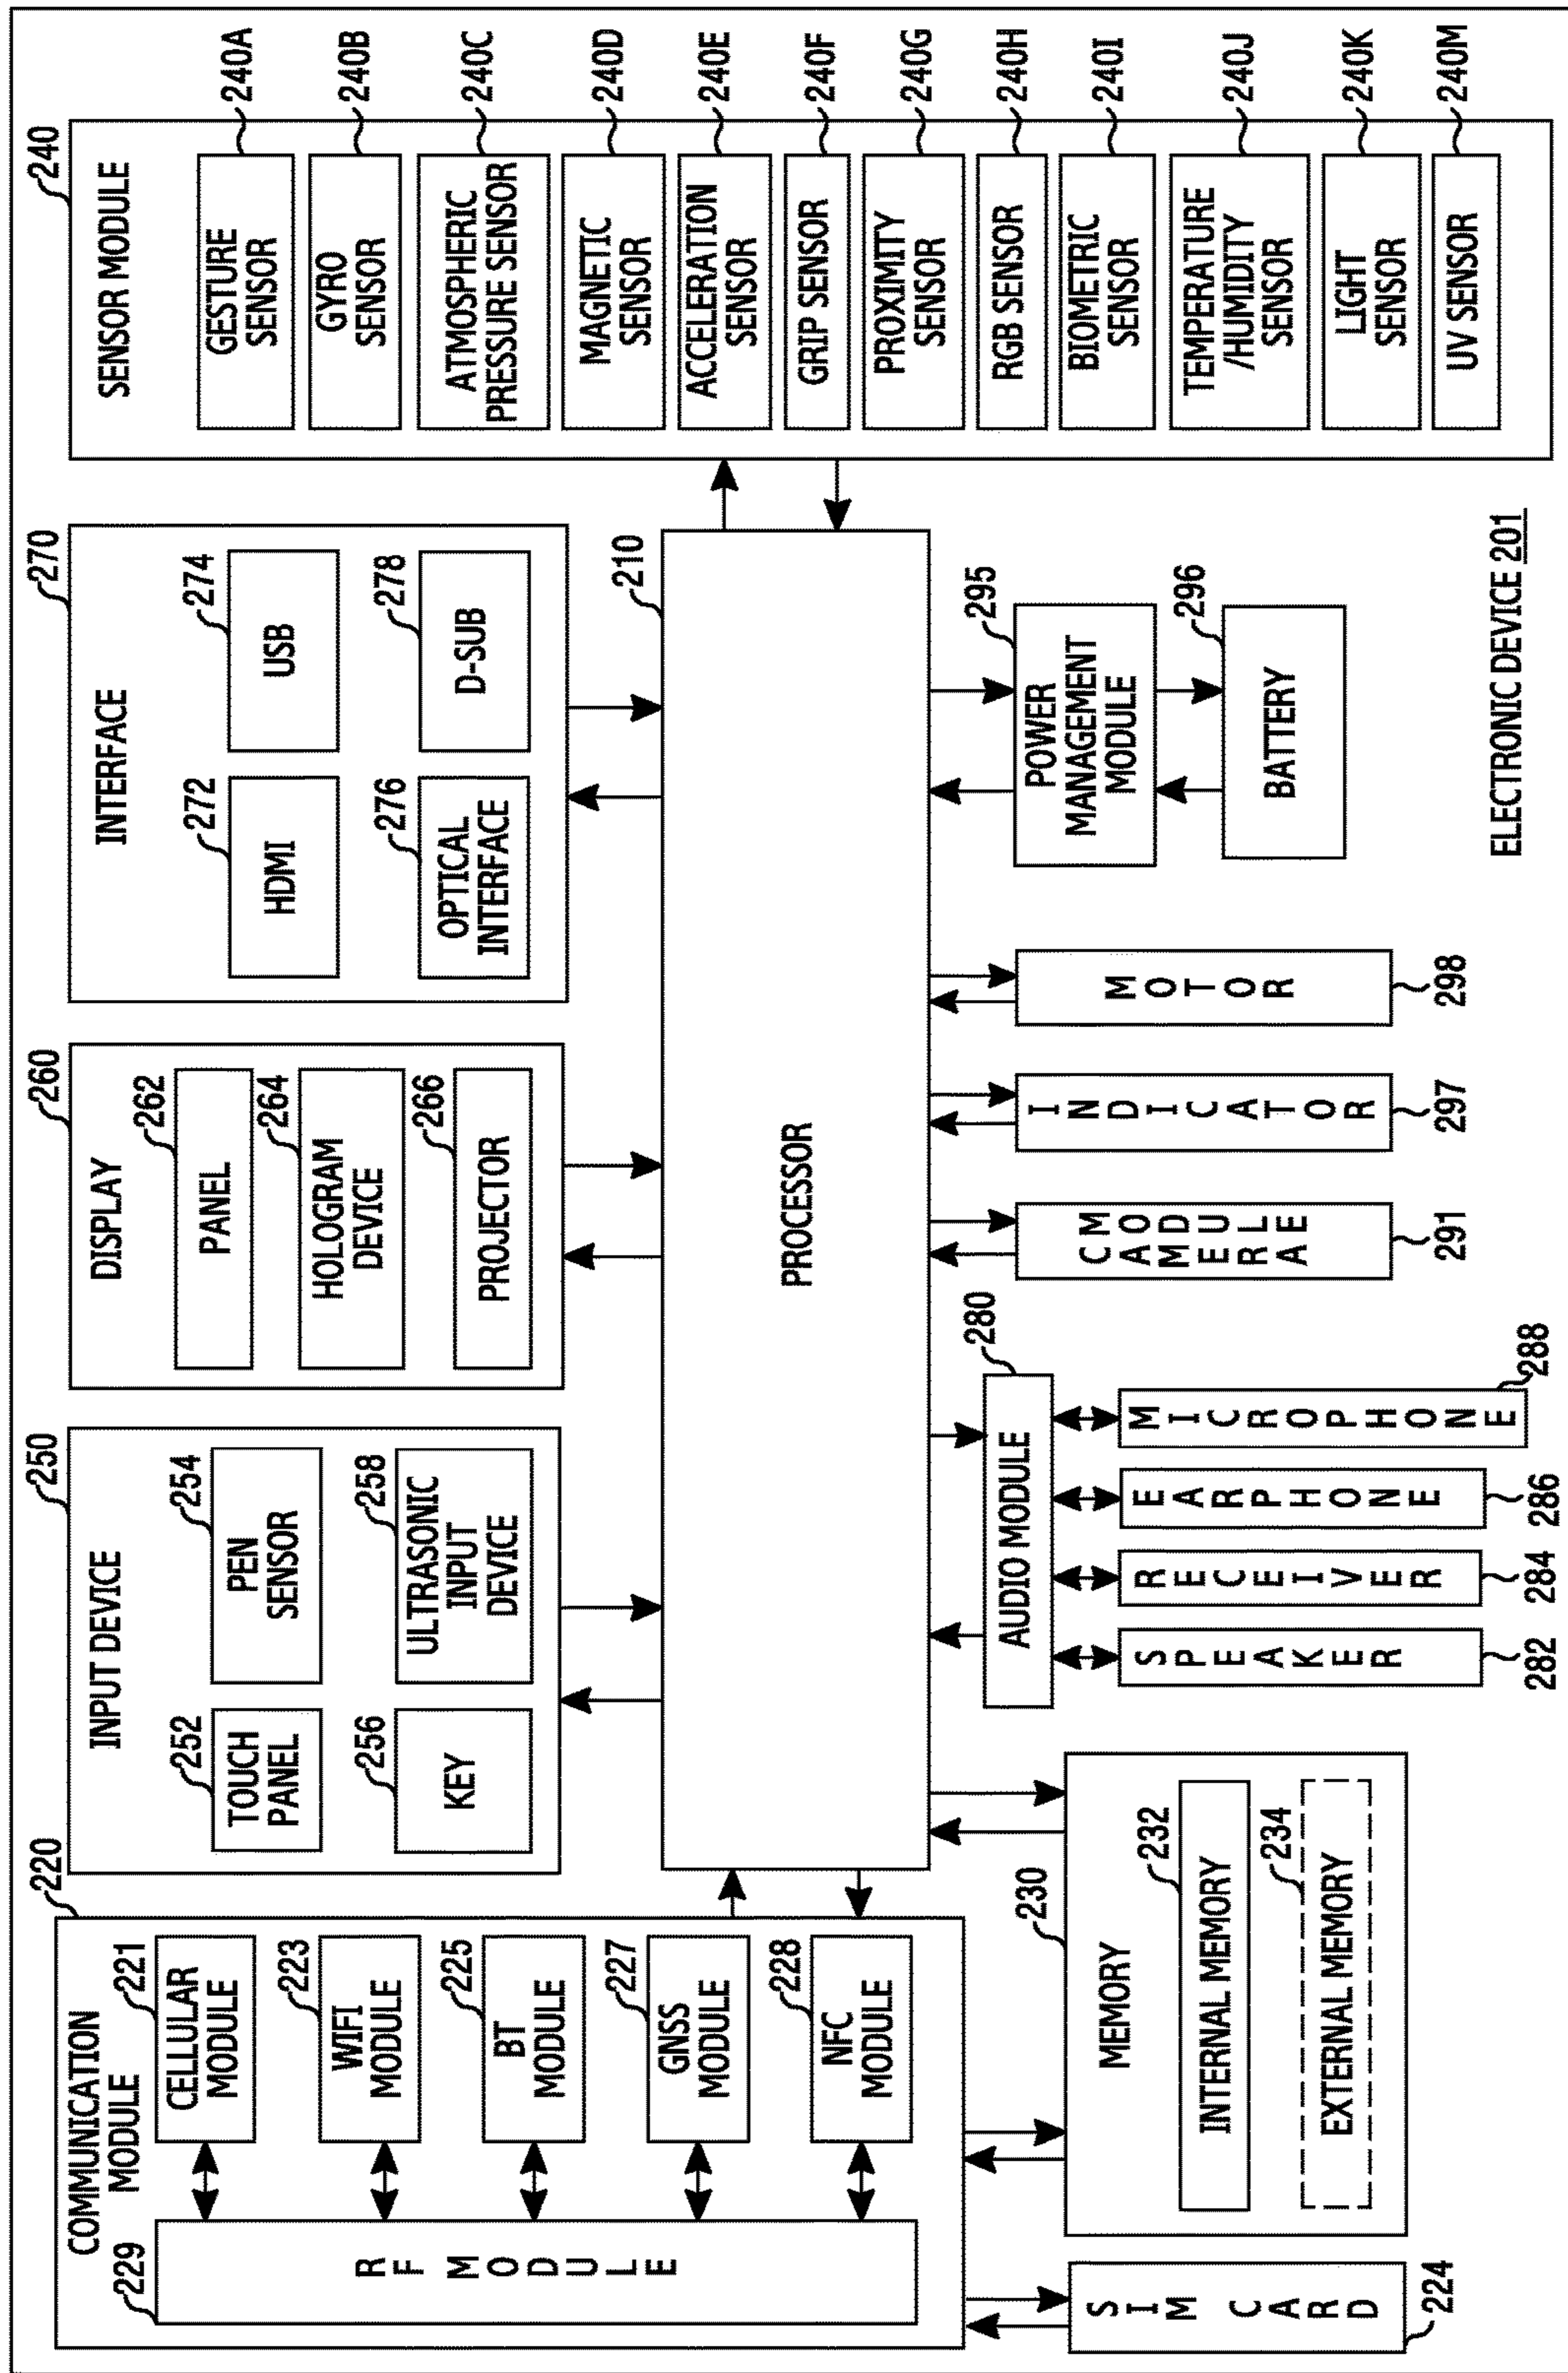 COMMUNICATION
MODULE
220
229
RF MODULE
221
CELLULAR
MODULE
223
WIFI
MODULE
225
BT
MODULE
227
GNSS
MODULE
228
NFC
MODULE
250
INPUT DEVICE
252
TOUCH
PANEL
254
PEN
SENSOR
256
KEY
258
ULTRASONIC
INPUT
DEVICE
260
DISPLAY
262
PANEL
264
HOLOGRAM
DEVICE
266
PROJECTOR
270
INTERFACE
272
HDMI
274
USB
276
OPTICAL
INTERFACE
278
D-SUB
240
SENSOR MODULE
GESTURE
SENSOR
240A
GYRO
SENSOR
240B
ATMOSPHERIC
PRESSURE SENSOR
240C
MAGNETIC
SENSOR
240D
ACCELERATION
SENSOR
240E
GRIP SENSOR
240F
PROXIMITY
SENSOR
240G
RGB SENSOR
240H
BIOMETRIC
SENSOR
240I
TEMPERATURE
/HUMIDITY
SENSOR
240J
LIGHT
SENSOR
240K
UV SENSOR
240M
210
PROCESSOR
SIM CARD
224
230
MEMORY
232
INTERNAL MEMORY
234
EXTERNAL MEMORY
280
AUDIO MODULE
SPEAKER
282
RECEIVER
284
EARPHONE
286
MICROPHONE
288
CAMERA
MODULE
291
INDICATOR
297
MOTOR
298
295
POWER
MANAGEMENT
MODULE
296
BATTERY
ELECTRONIC DEVICE 201